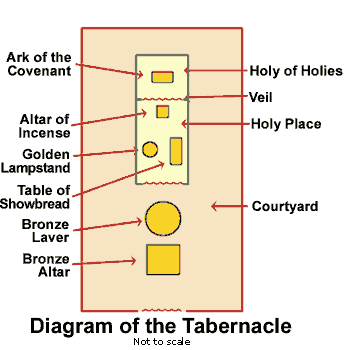 Ark of the
Covenant
Holy of Holies
Veil
Altar of
Incense
Holy Place
Golden
Lampstand
Table of
Showbread
Courtyard
Bronze
Laver
Bronze
Altar
Diagram of the Tabernacle
Not to scale